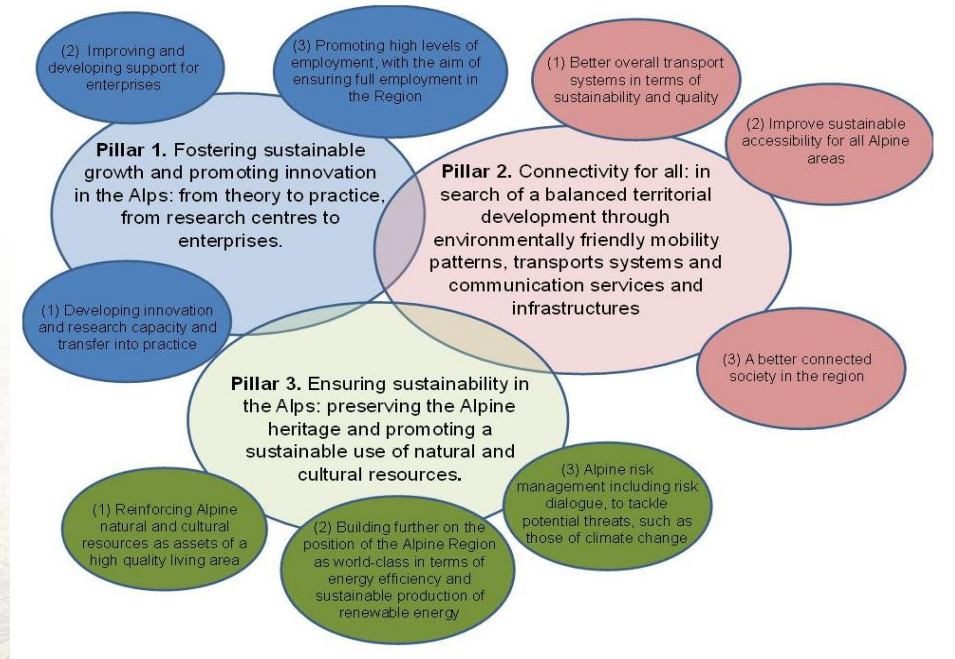 (2) Improving and
developing support for
enterprises
(3) Promoting high levels of
employment, with the aim of
ensuring full employment in
the Region
Pillar 1. Fostering sustainable
growth and promoting innovation
in the Alps: from theory to practice,
from research centres to
enterprises.
(1) Developing innovation
and research capacity and
transfer into practice
(1) Better overall transport
systems in terms of
sustainability and quality
(2) Improve sustainable
accessibility for all Alpine
areas
Pillar 2. Connectivity for all: in
search of a balanced territorial
development through
environmentally friendly mobility
patterns, transports systems and
communication services and
infrastructures
(3) A better connected
society in the region
Pillar 3. Ensuring sustainability in
the Alps: preserving the Alpine
heritage and promoting a
sustainable use of natural and
cultural resources.
(1) Reinforcing Alpine
natural and cultural
resources as assets of a
high quality living area
(2) Building further on the
position of the Alpine Region
as world-class in terms of
energy efficiency and
sustainable production of
renewable energy
(3) Alpine risk
management including risk
dialogue, to tackle
potential threats, such as
those of climate change